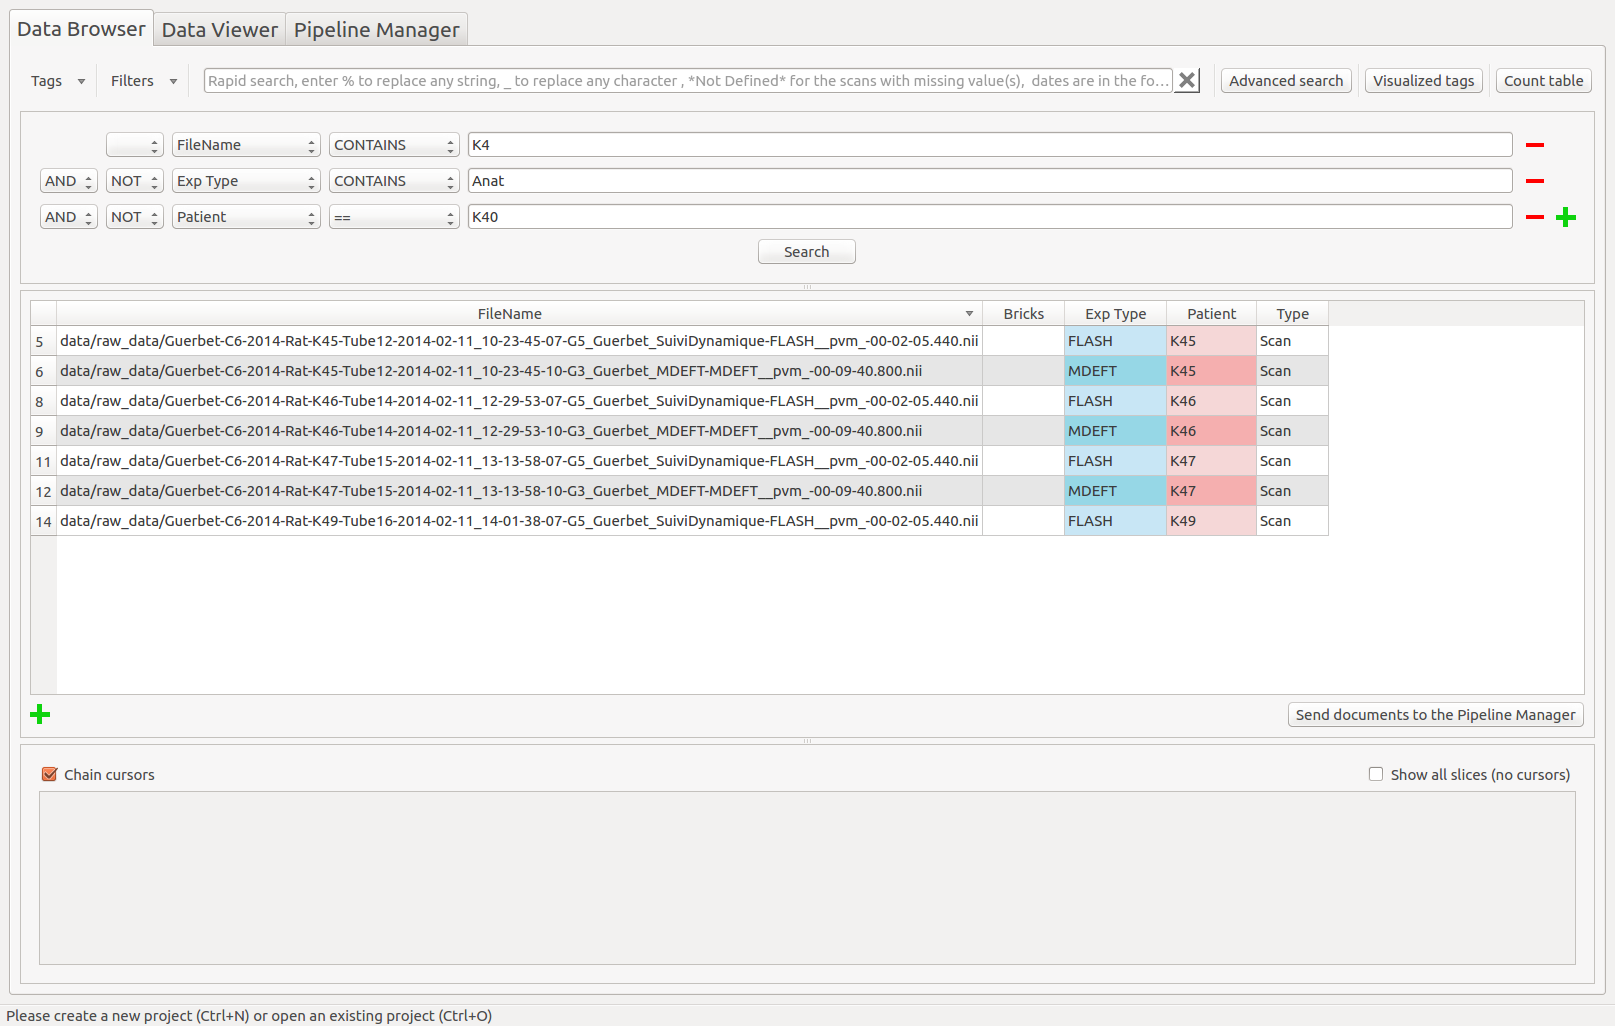 Data Browser Data Viewer Pipeline Manager
Tags Filters Rapid search, enter % to replace any string, _ to replace any character , *Not Defined* for the scans with missing value(s),  dates are in the fo... Advanced search Visualized tags Count table
FileName CONTAINS K4
AND NOT Exp Type CONTAINS Anat
AND NOT Patient == K40
Search
FileName Bricks Exp Type Patient Type
5 data/raw_data/Guerbet-C6-2014-Rat-K45-Tube12-2014-02-11_10-23-45-07-G5_Guerbet_SuiviDynamique-FLASH__pvm_-00-02-05.440.nii FLASH K45 Scan
6 data/raw_data/Guerbet-C6-2014-Rat-K45-Tube12-2014-02-11_10-23-45-10-G3_Guerbet_MDEFT-MDEFT__pvm_-00-09-40.800.nii MDEFT K45 Scan
8 data/raw_data/Guerbet-C6-2014-Rat-K46-Tube14-2014-02-11_12-29-53-07-G5_Guerbet_SuiviDynamique-FLASH__pvm_-00-02-05.440.nii FLASH K46 Scan
9 data/raw_data/Guerbet-C6-2014-Rat-K46-Tube14-2014-02-11_12-29-53-10-G3_Guerbet_MDEFT-MDEFT__pvm_-00-09-40.800.nii MDEFT K46 Scan
11 data/raw_data/Guerbet-C6-2014-Rat-K47-Tube15-2014-02-11_13-13-58-07-G5_Guerbet_SuiviDynamique-FLASH__pvm_-00-02-05.440.nii FLASH K47 Scan
12 data/raw_data/Guerbet-C6-2014-Rat-K47-Tube15-2014-02-11_13-13-58-10-G3_Guerbet_MDEFT-MDEFT__pvm_-00-09-40.800.nii MDEFT K47 Scan
14 data/raw_data/Guerbet-C6-2014-Rat-K49-Tube16-2014-02-11_14-01-38-07-G5_Guerbet_SuiviDynamique-FLASH__pvm_-00-02-05.440.nii FLASH K49 Scan
Send documents to the Pipeline Manager
Chain cursors Show all slices (no cursors)
Please create a new project (Ctrl+N) or open an existing project (Ctrl+O)